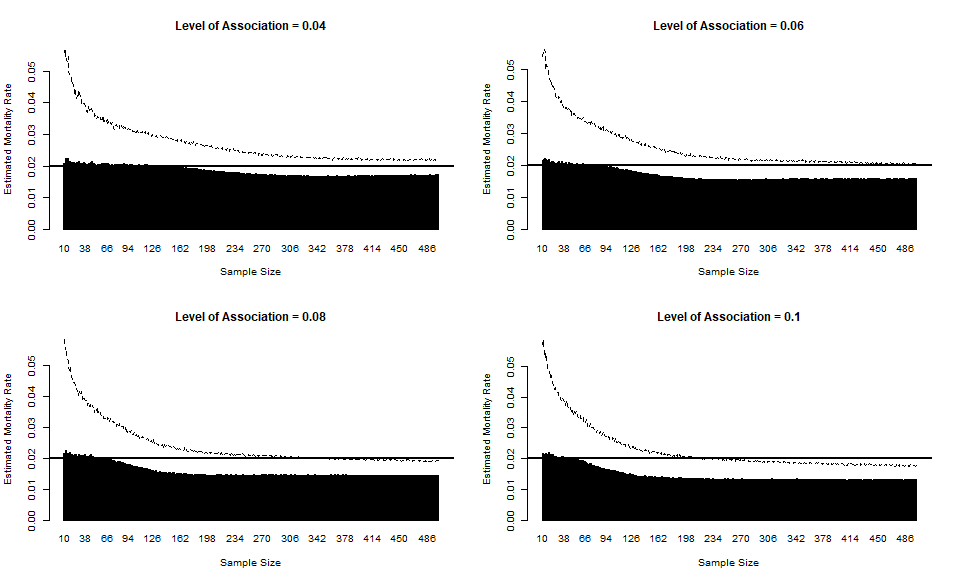 Level of Association = 0.04
Estimated Mortality Rate
0.00 0.01 0.02 0.03 0.04 0.05
10 38 66 94 126 162 198 234 270 306 342 378 414 450 486
Sample Size
Level of Association = 0.06
Estimated Mortality Rate
0.00 0.01 0.02 0.03 0.04 0.05
10 38 66 94 126 162 198 234 270 306 342 378 414 450 486
Sample Size
Level of Association = 0.08
Estimated Mortality Rate
0.00 0.01 0.02 0.03 0.04 0.05
10 38 66 94 126 162 198 234 270 306 342 378 414 450 486
Sample Size
Level of Association = 0.1
Estimated Mortality Rate
0.00 0.01 0.02 0.03 0.04 0.05
10 38 66 94 126 162 198 234 270 306 342 378 414 450 486
Sample Size